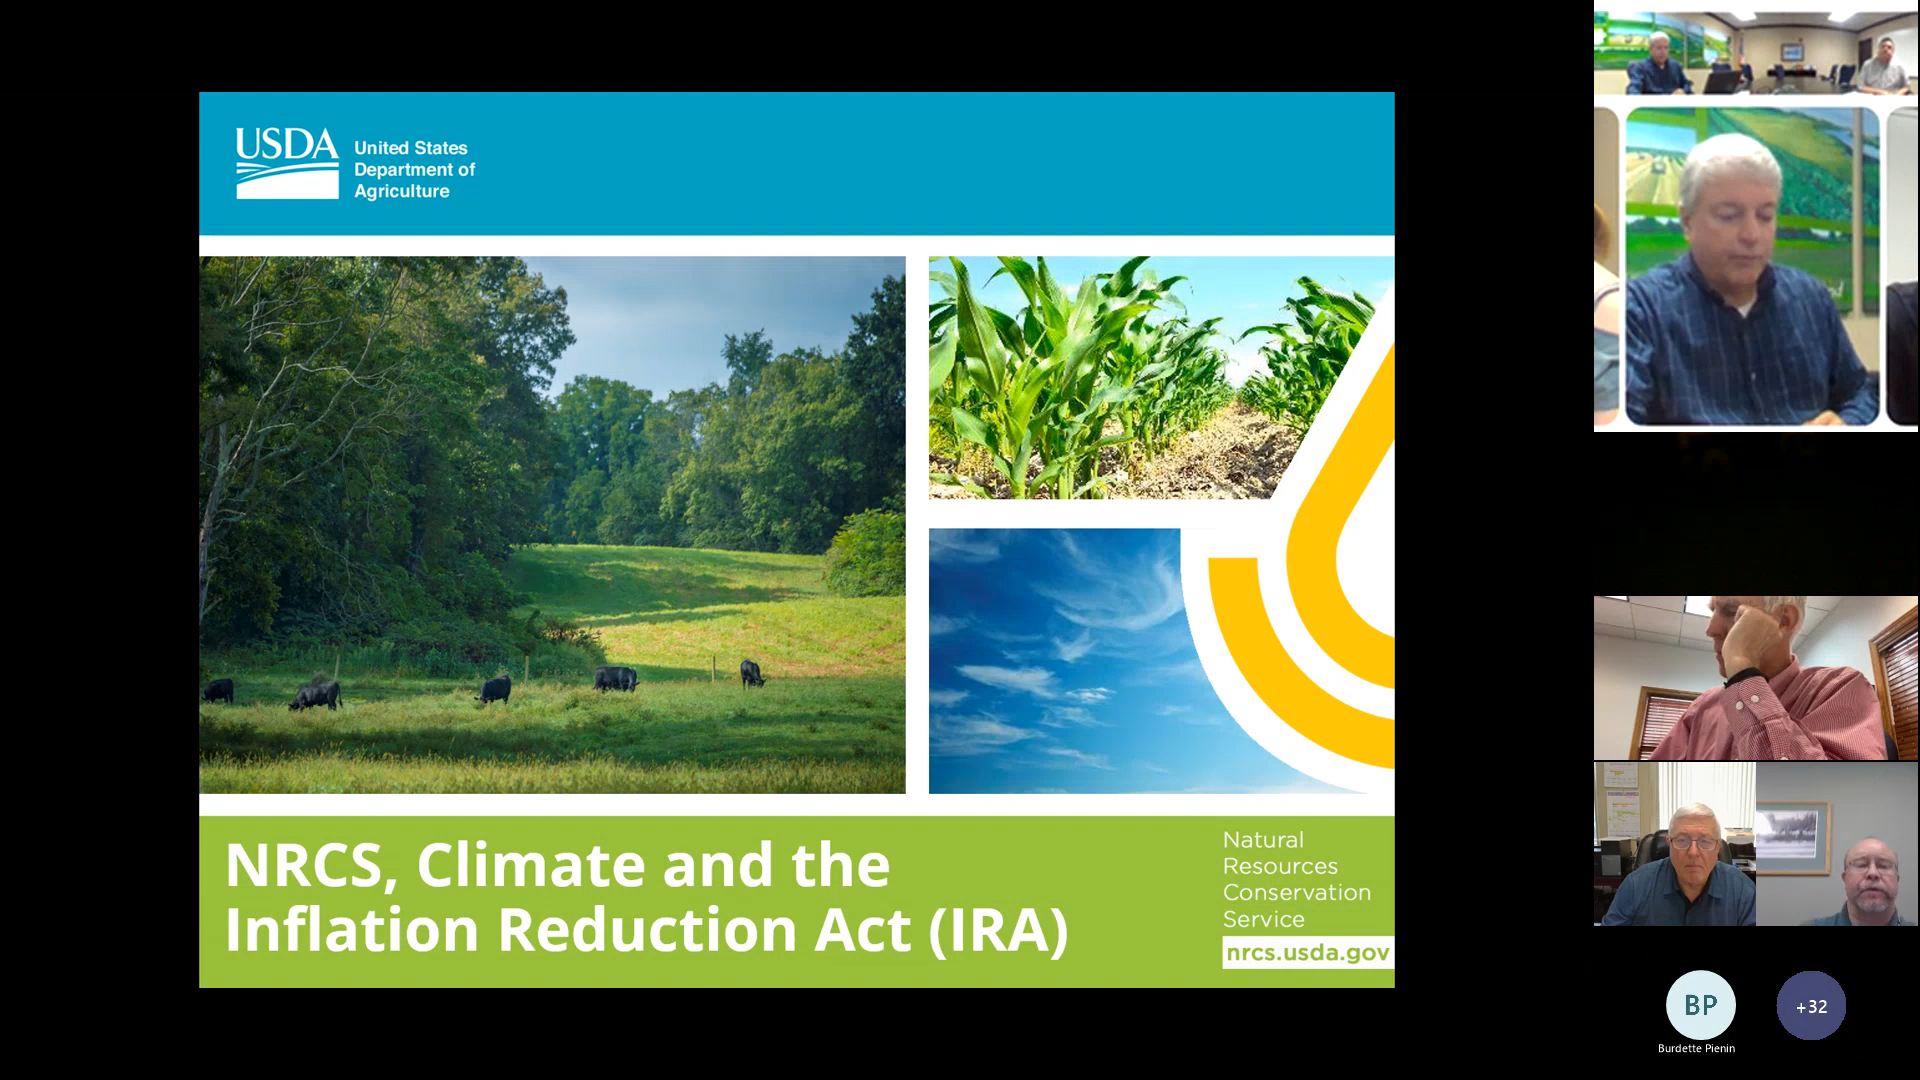 USDA
United States
Department of
Agriculture
NRCS, Climate and the
Inflation Reduction Act (IRA)
Natural
Resources
Conservation
Service
nrcs.usda.gov
BP
+32
Burdette Pienin